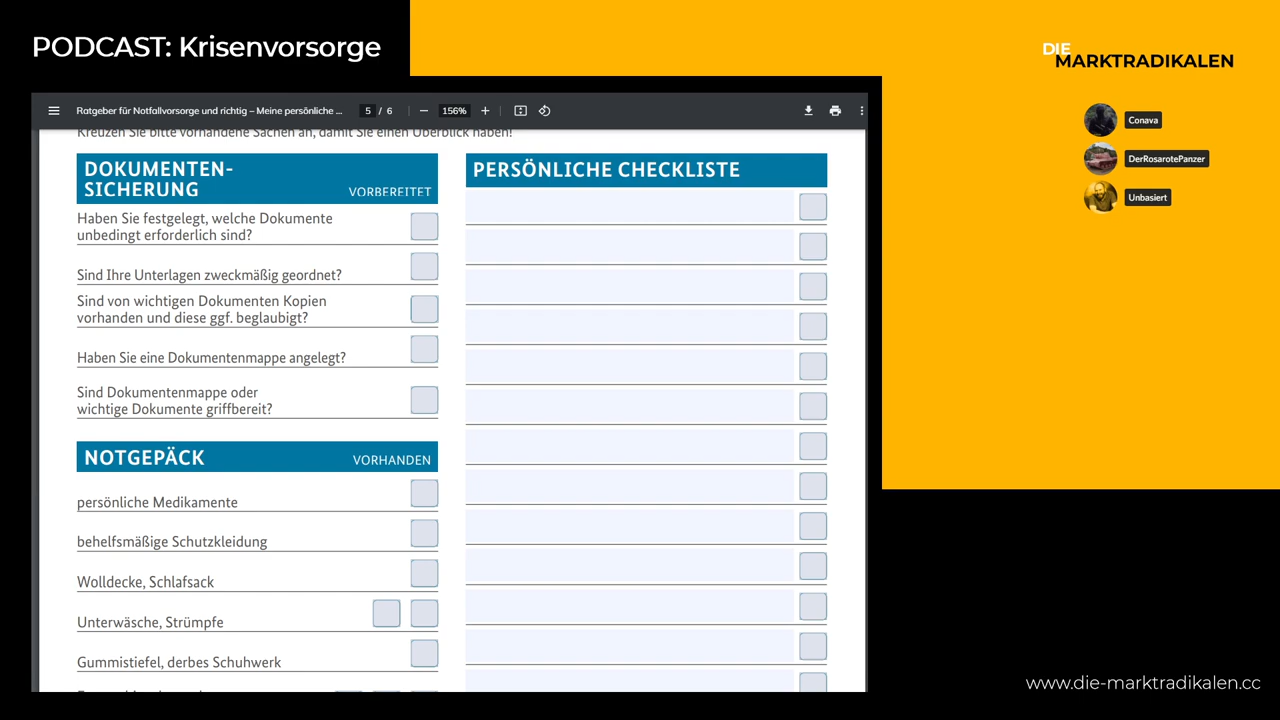 PODCAST: Krisenvorsorge
DIE
MARKTRADIKALEN
Conava
DerRosarotePanzer
Unbasiert
Ratgeber für Notfallvorsorge und richtig – Meine persönliche ...
5 / 6
156%
Kreuzen Sie bitte vorhandene Sachen an, damit Sie einen Überblick haben!
DOKUMENTEN-
SICHERUNG VORBEREITET
Haben Sie festgelegt, welche Dokumente
unbedingt erforderlich sind?
Sind Ihre Unterlagen zweckmäßig geordnet?
Sind von wichtigen Dokumenten Kopien
vorhanden und diese ggf. beglaubigt?
Haben Sie eine Dokumentenmappe angelegt?
Sind Dokumentenmappe oder
wichtige Dokumente griffbereit?
NOTGEPÄCK VORHANDEN
persönliche Medikamente
behelfsmäßige Schutzkleidung
Wolldecke, Schlafsack
Unterwäsche, Strümpfe
Gummistiefel, derbes Schuhwerk
PERSÖNLICHE CHECKLISTE
www.die-marktradikalen.cc